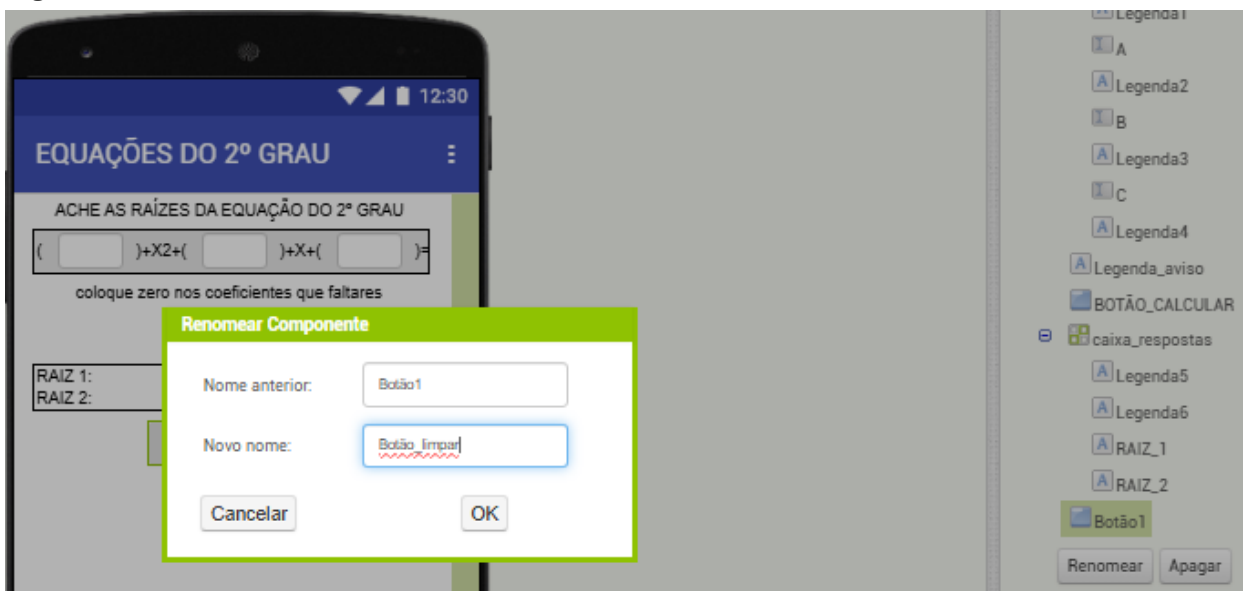 12:30
EQUAÇÕES DO 2º GRAU
ACHE AS RAÍZES DA EQUAÇÃO DO 2º GRAU
( )+X2+( )+X+( )=
coloque zero nos coeficientes que faltares
RAIZ 1:
RAIZ 2:
Renomear Componente
Nome anterior: Botão1
Novo nome: Botão_limpar
Cancelar OK
Legenda1
A
Legenda2
B
Legenda3
C
Legenda4
Legenda_aviso
BOTÃO_CALCULAR
caixa_respostas
Legenda5
Legenda6
RAIZ_1
RAIZ_2
Botão1
Renomear Apagar